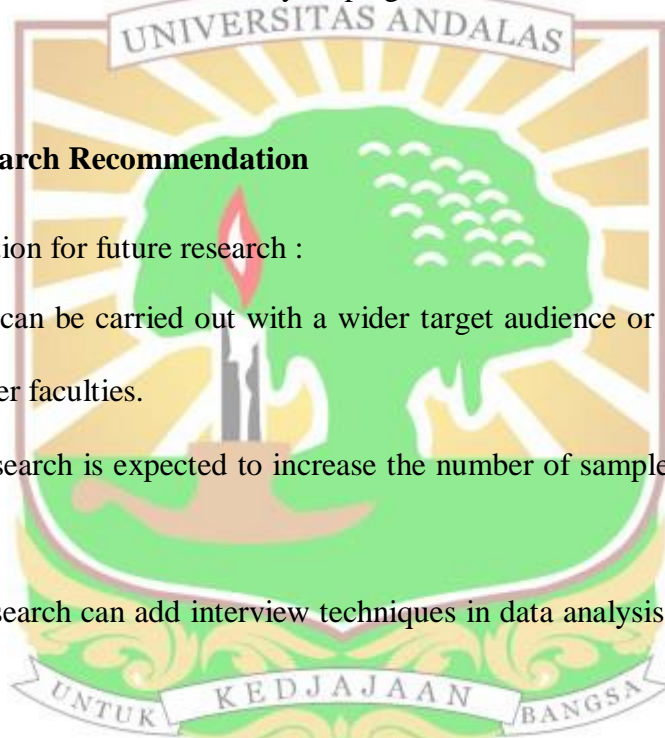 UNIVERSITAS ANDALAS
arch Recommendation
tion for future research :
can be carried out with a wider target audience or
er faculties.
search is expected to increase the number of sample
search can add interview techniques in data analysis
UNTUK KEDJAJAAN BANGSA